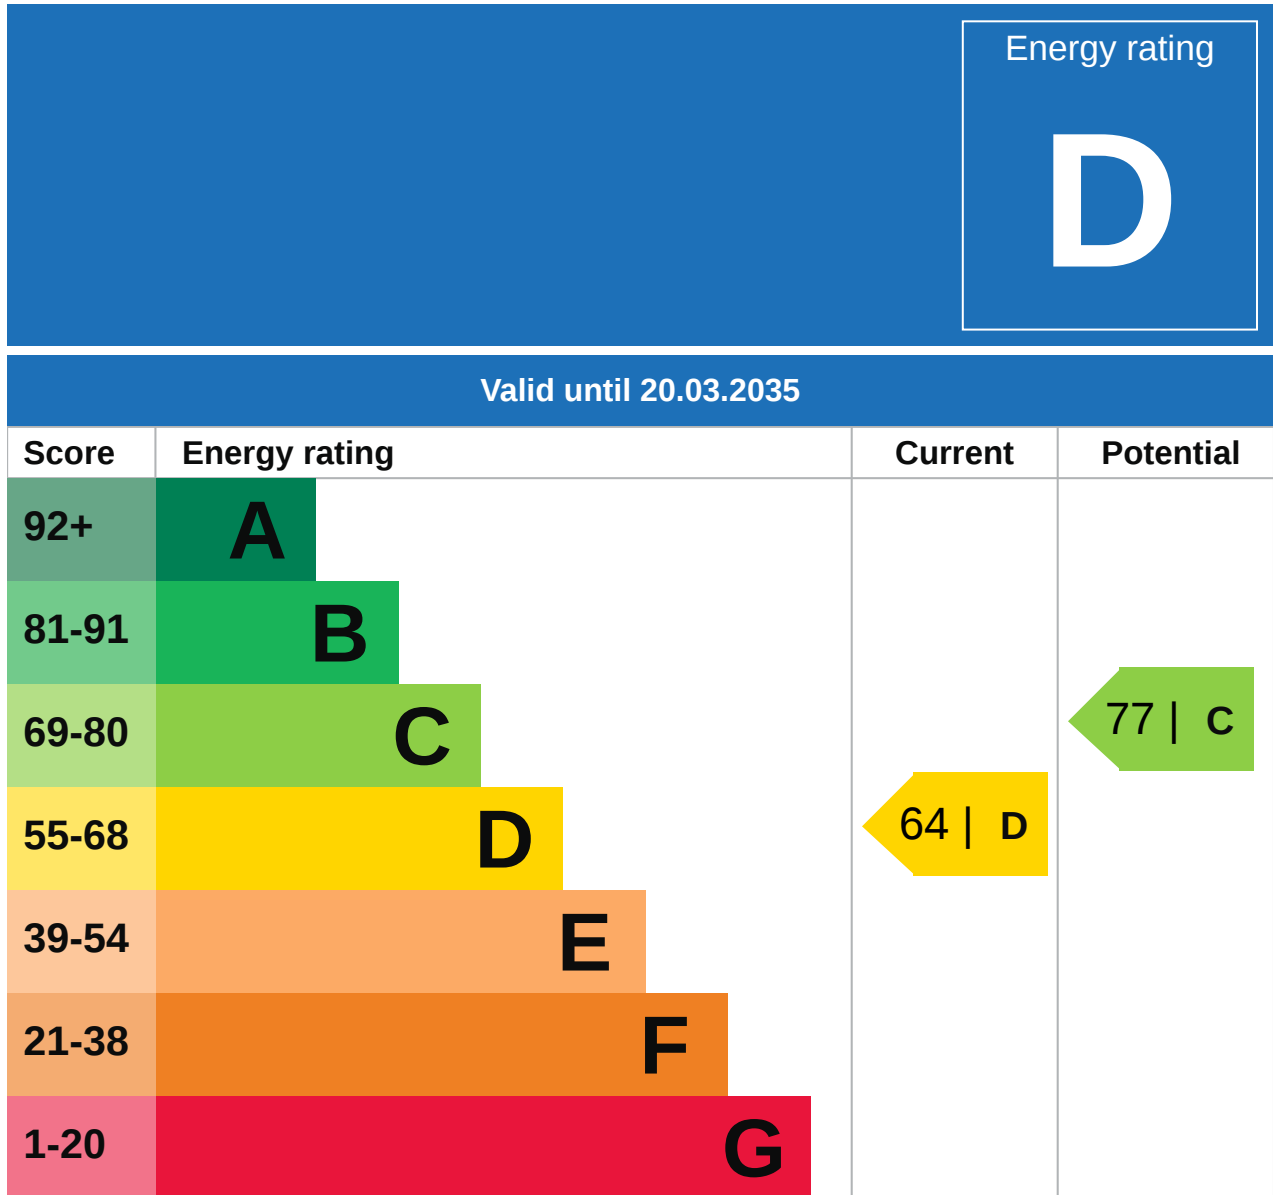 Energy rating
D
Valid until 20.03.2035
Score Energy rating Current Potential
92+ A
81-91 B
69-80 C 77 | C
55-68 D 64 | D
39-54 E
21-38 F
1-20 G